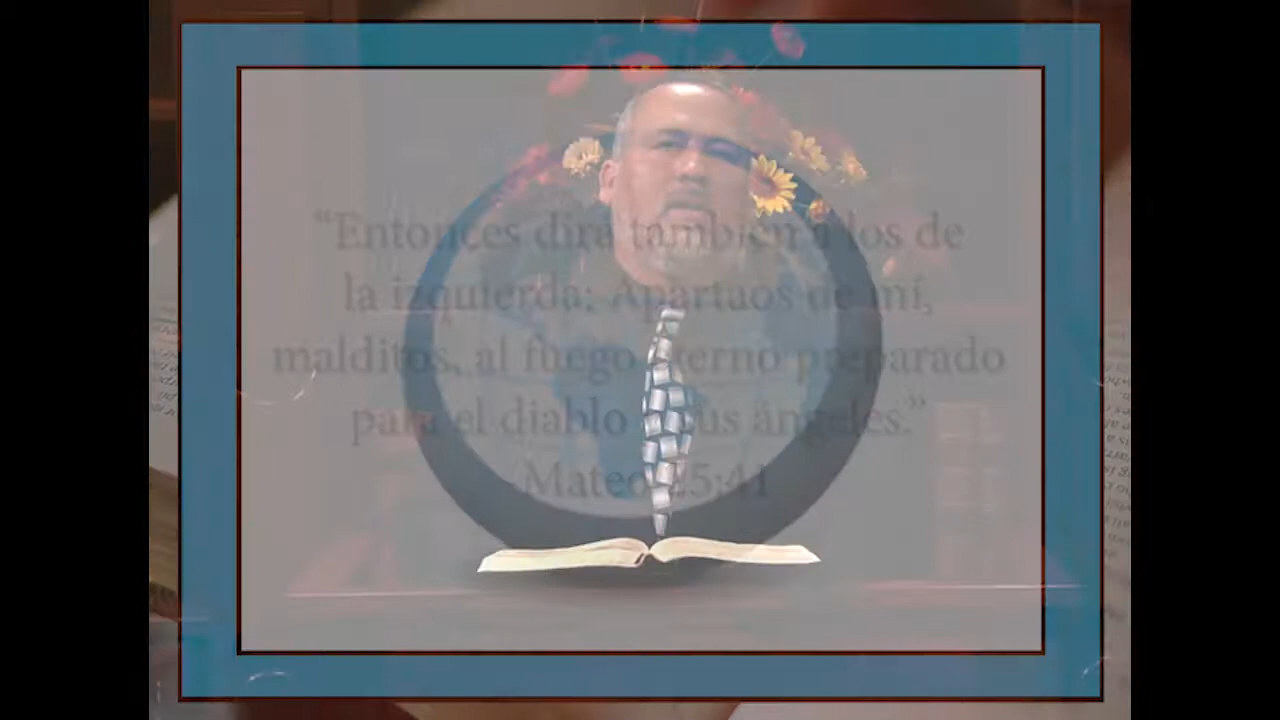 “Entonces dirá también a los de
la izquierda: Apartaos de mí,
malditos, al fuego eterno preparado
para el diablo y sus ángeles.”
Mateo 25:41